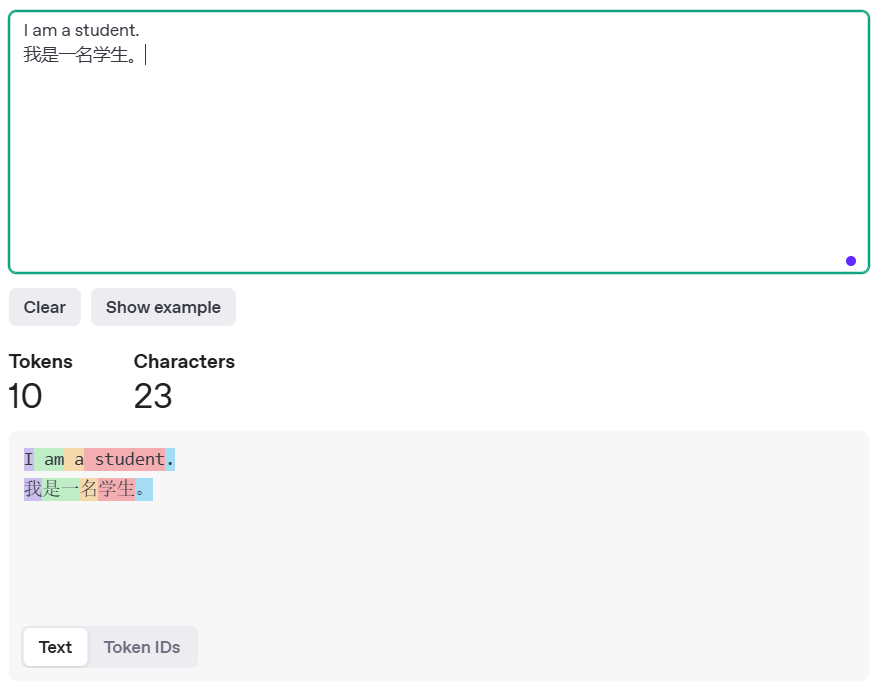 I am a student.
我是一名学生。
Clear
Show example
Tokens
Characters
10
23
I am a student.
我是一名学生。
Text
Token IDs